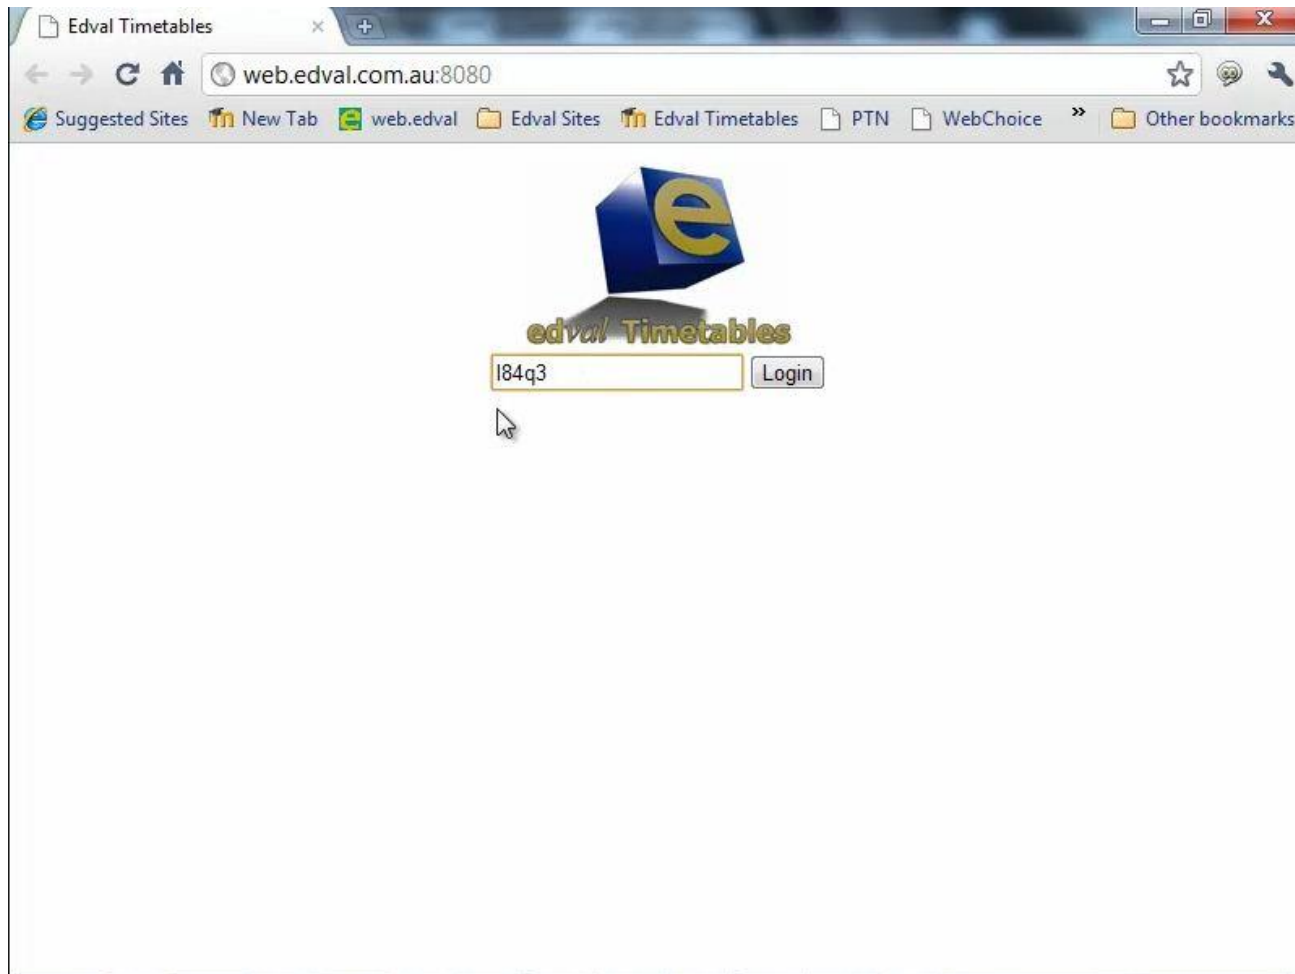 Edval Timetables
web.edval.com.au:8080
Suggested Sites New Tab web.edval Edval Sites Edval Timetables PTN WebChoice » Other bookmarks
e
edval Timetables
l84q3 Login